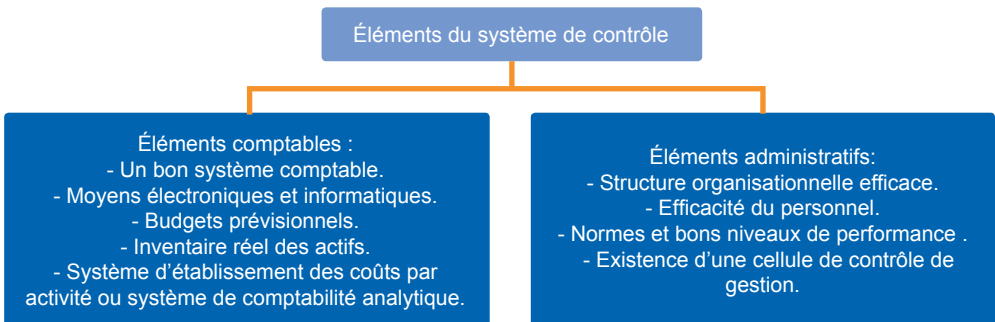 Éléments du système de contrôle
Éléments comptables :
- Un bon système comptable.
- Moyens électroniques et informatiques.
- Budgets prévisionnels.
- Inventaire réel des actifs.
- Système d’établissement des coûts par
activité ou système de comptabilité analytique.
Éléments administratifs:
- Structure organisationnelle efficace.
- Efficacité du personnel.
- Normes et bons niveaux de performance .
- Existence d’une cellule de contrôle de
gestion.